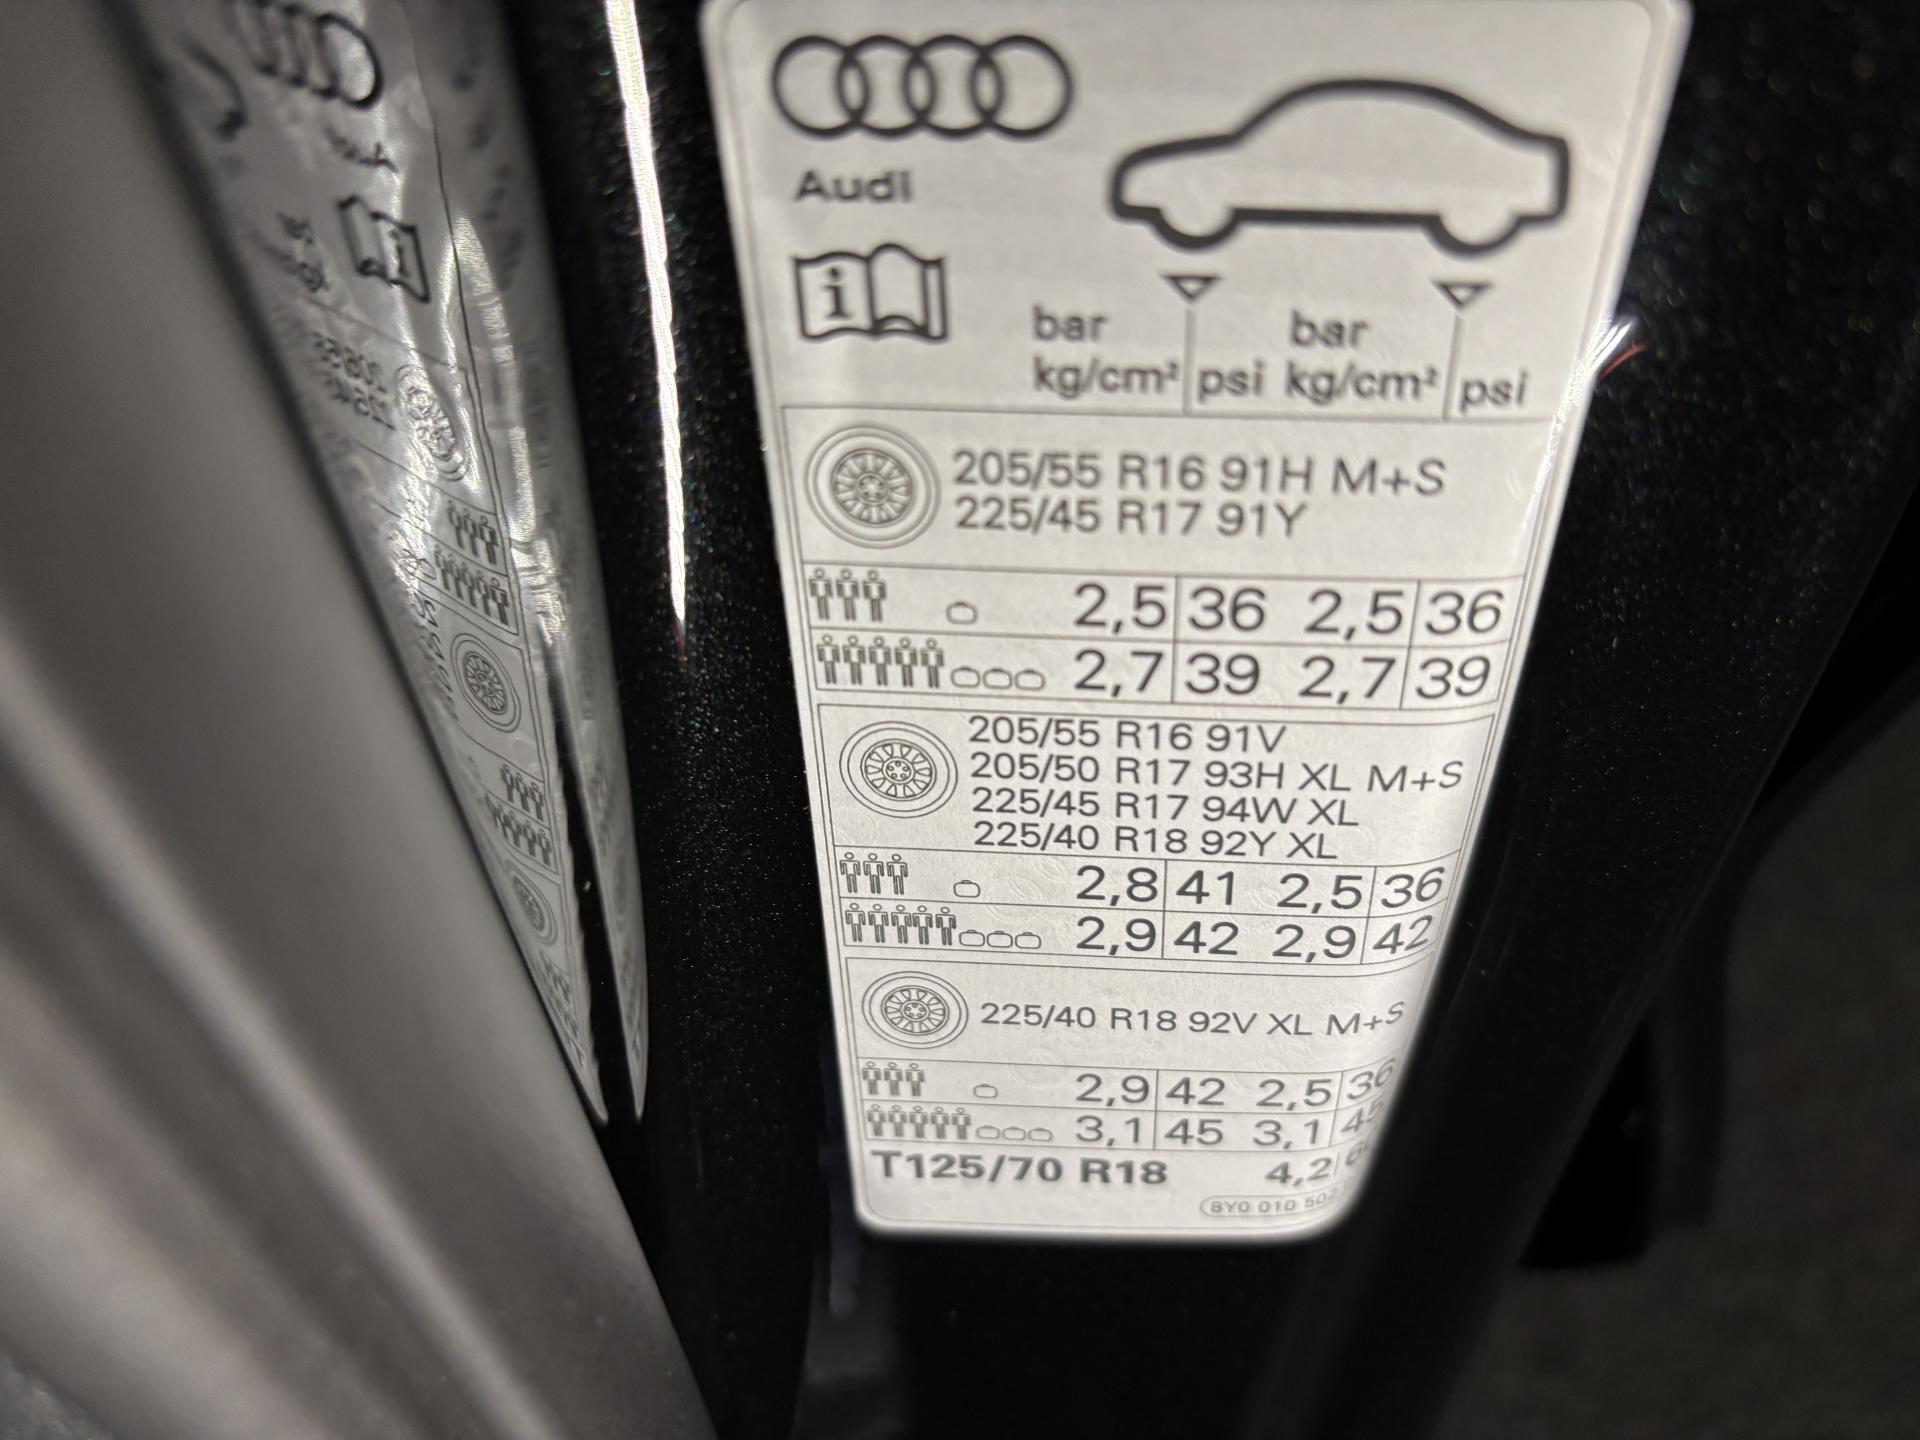 Audi
i
bar bar
kg/cm² psi kg/cm² psi
205/55 R16 91H M+S
225/45 R17 91Y
2,5 36 2,5 36
2,7 39 2,7 39
205/55 R16 91V
205/50 R17 93H XL M+S
225/45 R17 94W XL
225/40 R18 92Y XL
2,8 41 2,5 36
2,9 42 2,9 42
225/40 R18 92V XL M+S
2,9 42 2,5 36
3,1 45 3,1 45
T125/70 R18 4,2
8Y0 010 502